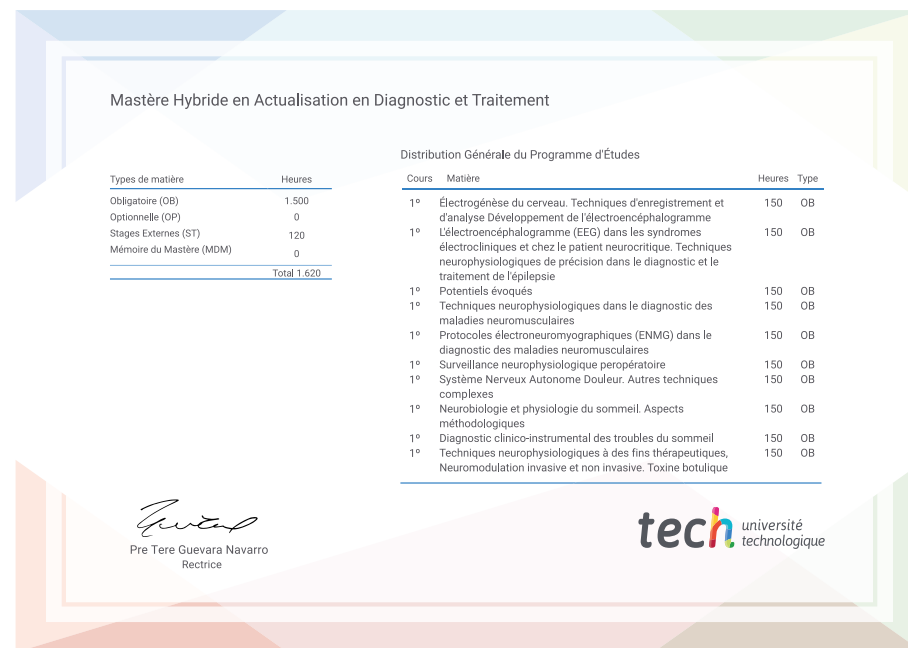 Mastère Hybride en Actualisation en Diagnostic et Traitement
Types de matière Heures
Obligatoire (OB) 1.500
Optionnelle (OP) 0
Stages Externes (ST) 120
Mémoire du Mastère (MDM) 0
Total 1.620
Distribution Générale du Programme d'Études
Cours Matière Heures Type
1º Électrogénèse du cerveau. Techniques d'enregistrement et 150 OB
d'analyse Développement de l'électroencéphalogramme
1º L'électroencéphalogramme (EEG) dans les syndromes 150 OB
électrocliniques et chez le patient neurocritique. Techniques
neurophysiologiques de précision dans le diagnostic et le
traitement de l'épilepsie
1º Potentiels évoqués 150 OB
1º Techniques neurophysiologiques dans le diagnostic des 150 OB
maladies neuromusculaires
1º Protocoles électroneuromyographiques (ENMG) dans le 150 OB
diagnostic des maladies neuromusculaires
1º Surveillance neurophysiologique peropératoire 150 OB
1º Système Nerveux Autonome Douleur. Autres techniques 150 OB
complexes
1º Neurobiologie et physiologie du sommeil. Aspects 150 OB
méthodologiques
1º Diagnostic clinico-instrumental des troubles du sommeil 150 OB
1º Techniques neurophysiologiques à des fins thérapeutiques, 150 OB
Neuromodulation invasive et non invasive. Toxine botulique
Pre Tere Guevara Navarro
Rectrice
tech université
technologique